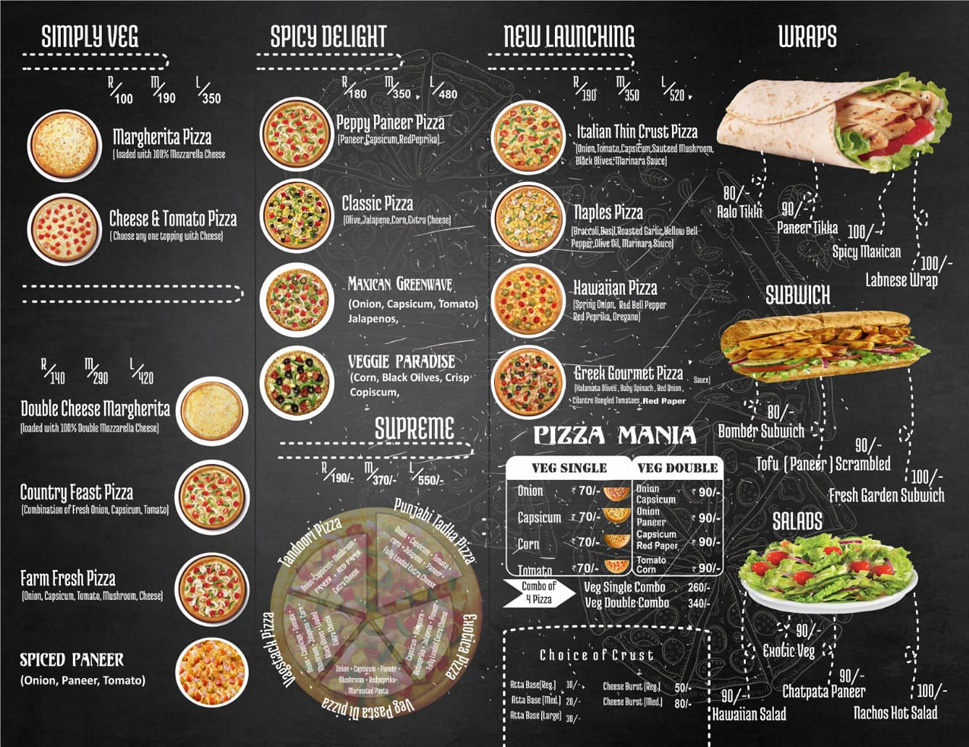 SIMPLY VEG
R/100 M/190 L/350
Margherita Pizza
(loaded with 100% Mozzarella Cheese
Cheese & Tomato Pizza
(Choose any one topping with Cheese)
R/140 M/290 L/420
Double Cheese Margherita
(loaded with 100% Double Mozzarella Cheese)
Country Feast Pizza
(Combination of Fresh Onion, Capsicum, Tomato)
Farm Fresh Pizza
(Onion, Capsicum, Tomato, Mushroom, Cheese)
SPICED PANEER
(Onion, Paneer, Tomato)
SPICY DELIGHT
R/180 M/350 L/480
Peppy Paneer Pizza
(Paneer,Capsicum,RedPeprika)
Classic Pizza
(Olive,Jalapeno,Corn,Extra Cheese)
MAXICAN GREENWAVE
(Onion, Capsicum, Tomato)
Jalapenos,
VEGGIE PARADISE
(Corn, Black Oilves, Crisp
Copiscum,
SUPREME
R/190/- M/370/- L/550/-
Tandoori Pizza
Punjabi Tadka Pizza
Exotica Pizza
Veg Pasta Di pizza
Onion • Capsicum • Paneer •
Mushroom • Redpeprika•
Marinated Pasta
NEW LAUNCHING
R/190 M/350 L/520
Italian Thin Crust Pizza
(Onion,Tomato,Capsicum,Sauteed Mushroom,
Black Olives, Marinara Sauce)
Naples Pizza
(Broccoli,Basil,Roasted Garlic,Yellow Bell
Pepper,Olive Oil, Marinara Sauce)
Hawaiian Pizza
(Spring Onion, Red Bell Pepper
Red Peprika, Oregano)
Greek Gourmet Pizza
Sauce)
(Kalamata Olives, Baby Spinach, Red Onion,
Cilantro Tomatoes, Red Paper
PIZZA MANIA
VEG SINGLE VEG DOUBLE
Onion ₹ 70/- Onion Capsicum ₹ 90/-
Capsicum ₹ 70/- Onion Paneer ₹ 90/-
Corn ₹ 70/- Capsicum Red Paper ₹ 90/-
Tomato ₹ 70/- Tomato Corn ₹ 90/-
Combo of
4 Pizza
Veg Single Combo 260/-
Veg Double Combo 340/-
Choice of Crust
Atta Base(Reg.) 10/- Cheese Burst (Reg.) 50/-
Atta Base (Med.) 20/- Cheese Burst (Med.) 80/-
Atta Base (Large) 30/-
WRAPS
80/-
Aalo Tikki
90/-
Paneer Tikka
100/-
Spicy Maxican
100/-
Labnese Wrap
SUBWICH
80/-
Bomber Subwich
90/-
Tofu (Paneer) Scrambled
100/-
Fresh Garden Subwich
SALADS
90/-
Exotic Veg
90/-
Chatpata Paneer
90/-
Hawaiian Salad
100/-
Nachos Hot Salad